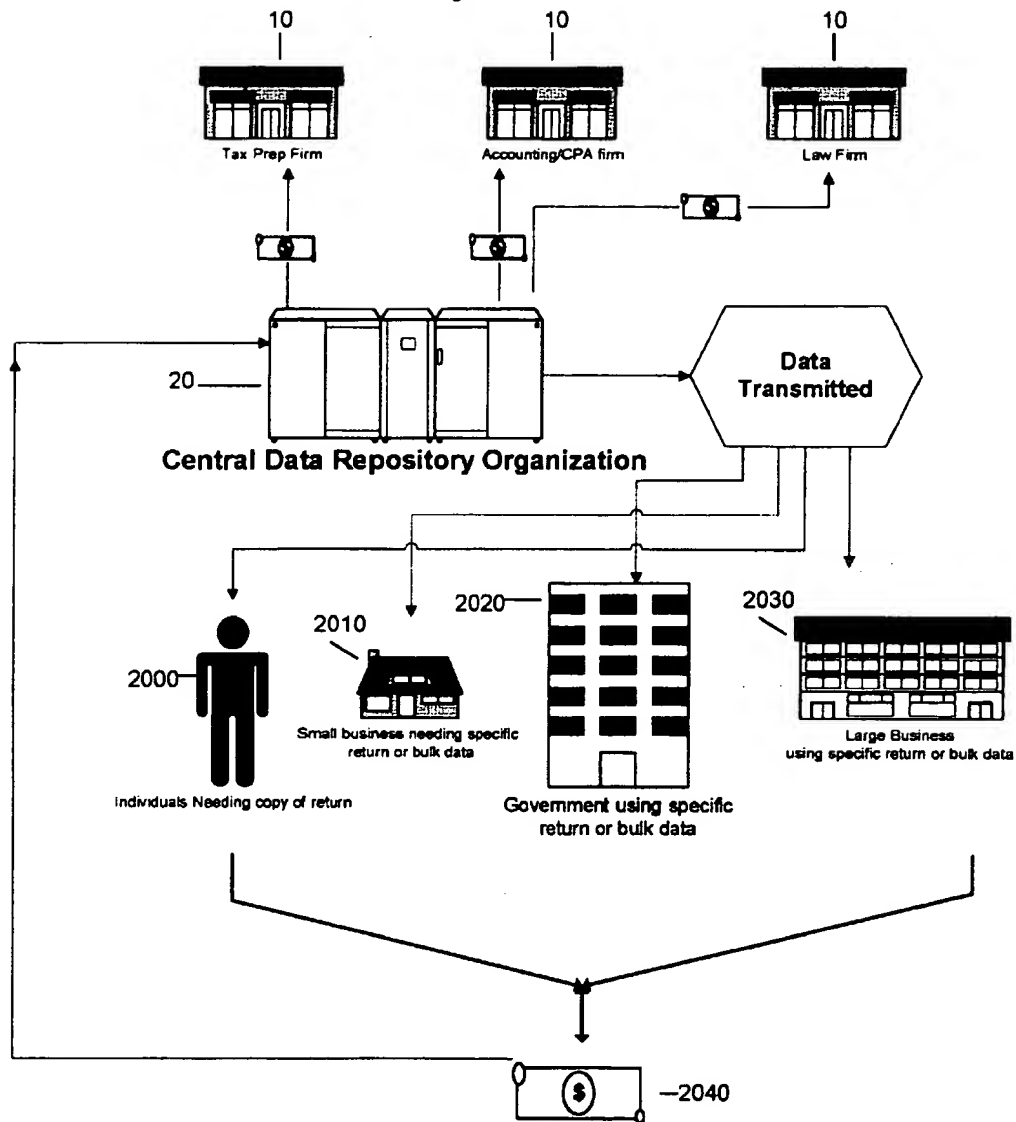 10
10
10
Tax Prep Firm
Accounting/CPA firm
Law Firm
20
Data
Transmitted
Central Data Repository Organization
2000
2010
2020
2030
Small business needing specific
return or bulk data
Large Business
using specific return or bulk data
Individuals Needing copy of return
Government using specific
return or bulk data
$
2040